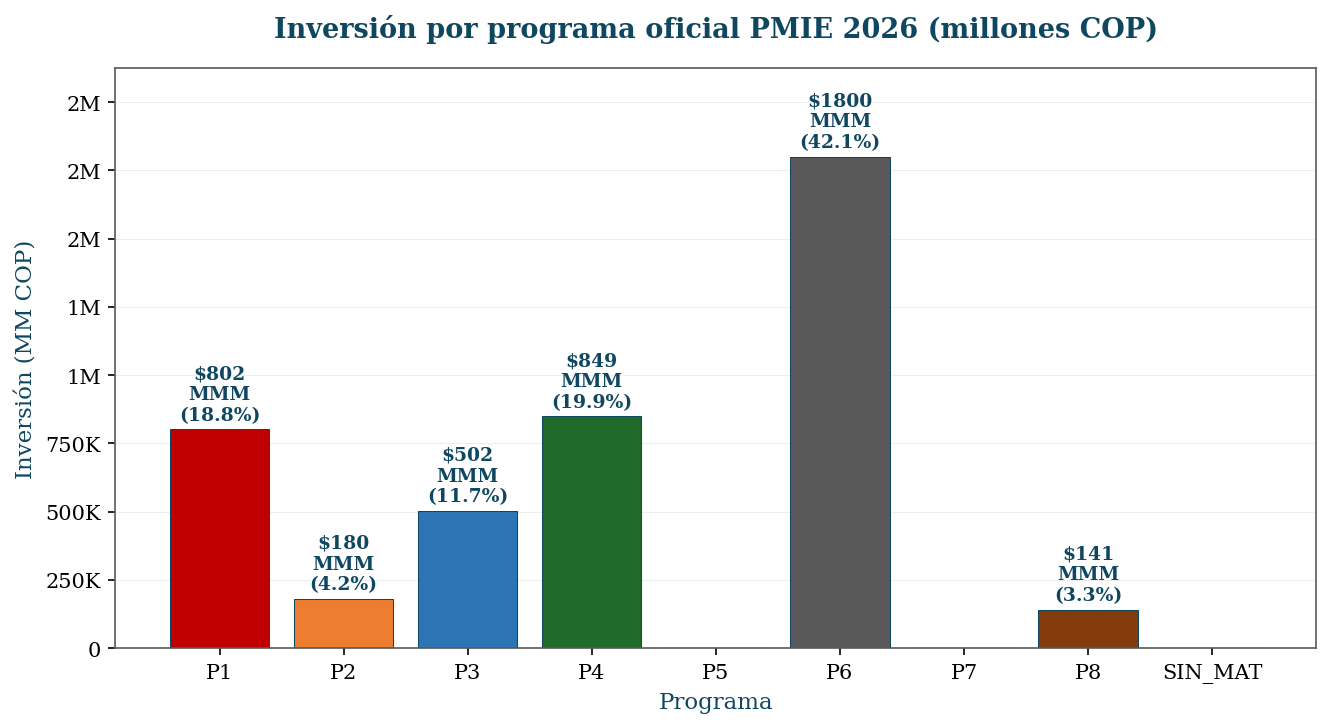 Inversión por programa oficial PMIE 2026 (millones COP)
Inversión (MM COP)
2M
2M
2M
1M
1M
750K
500K
250K
0
$802
MMM
(18.8%)
$180
MMM
(4.2%)
$502
MMM
(11.7%)
$849
MMM
(19.9%)
$1800
MMM
(42.1%)
$141
MMM
(3.3%)
P1
P2
P3
P4
P5
P6
P7
P8
SIN_MAT
Programa